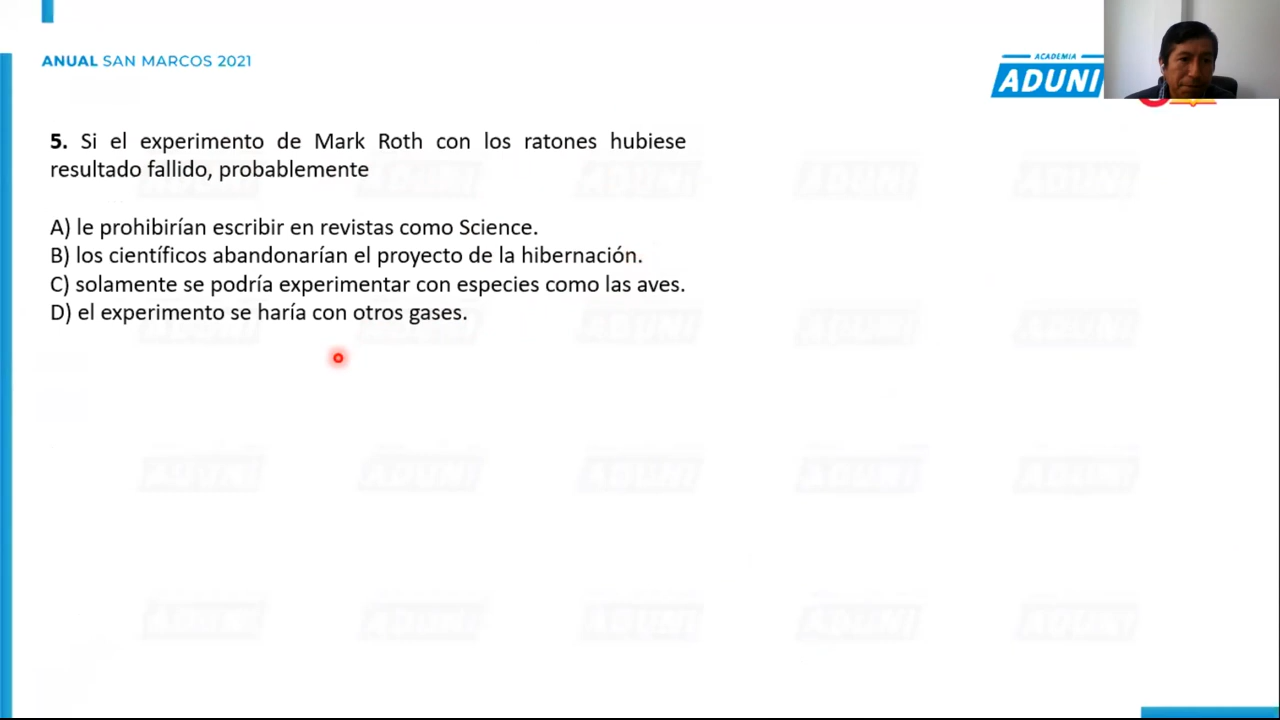 ANUAL SAN MARCOS 2021
ACADEMIA
ADUNI
5. Si el experimento de Mark Roth con los ratones hubiese
resultado fallido, probablemente
A) le prohibirían escribir en revistas como Science.
B) los científicos abandonarían el proyecto de la hibernación.
C) solamente se podría experimentar con especies como las aves.
D) el experimento se haría con otros gases.